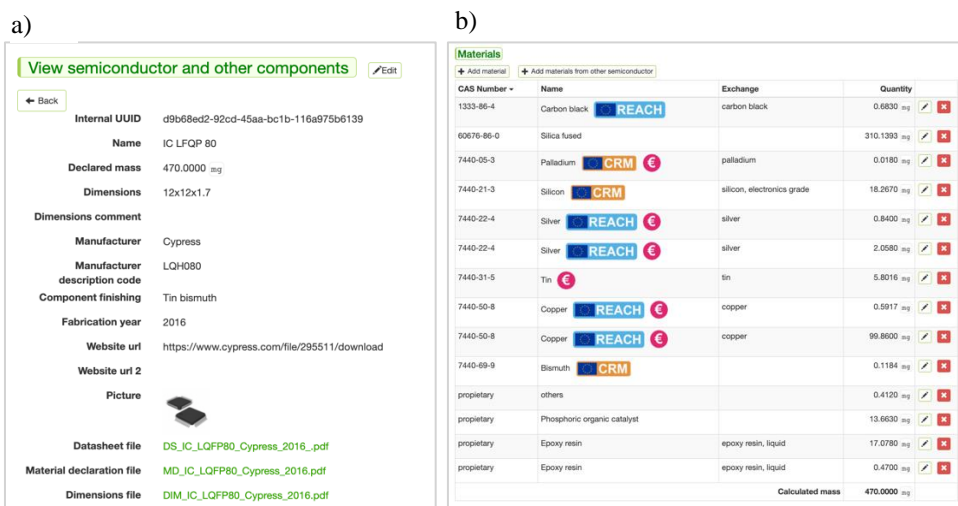 a)
View semiconductor and other components Edit
Back
Internal UUID d9b68ed2-92cd-45aa-bc1b-116a975b6139
Name IC LFQP 80
Declared mass 470.0000 mg
Dimensions 12x12x1.7
Dimensions comment
Manufacturer Cypress
Manufacturer description code LQH080
Component finishing Tin bismuth
Fabrication year 2016
Website url https://www.cypress.com/file/295511/download
Website url 2
Picture
Datasheet file DS_IC_LQFP80_Cypress_2016_.pdf
Material declaration file MD_IC_LQFP80_Cypress_2016.pdf
Dimensions file DIM_IC_LQFP80_Cypress_2016.pdf
b)
Materials
+ Add material + Add materials from other semiconductor
CAS Number Name Exchange Quantity
1333-86-4 Carbon black REACH carbon black 0.6830 mg
60676-86-0 Silica fused 310.1393 mg
7440-05-3 Palladium CRM € palladium 0.0180 mg
7440-21-3 Silicon CRM silicon, electronics grade 18.2670 mg
7440-22-4 Silver REACH € silver 0.8400 mg
7440-22-4 Silver REACH € silver 2.0580 mg
7440-31-5 Tin € tin 5.8016 mg
7440-50-8 Copper REACH € copper 0.5917 mg
7440-50-8 Copper REACH € copper 99.8600 mg
7440-69-9 Bismuth CRM 0.1184 mg
propietary others 0.4120 mg
propietary Phosphoric organic catalyst 13.6630 mg
propietary Epoxy resin epoxy resin, liquid 17.0780 mg
propietary Epoxy resin epoxy resin, liquid 0.4700 mg
Calculated mass 470.0000 mg